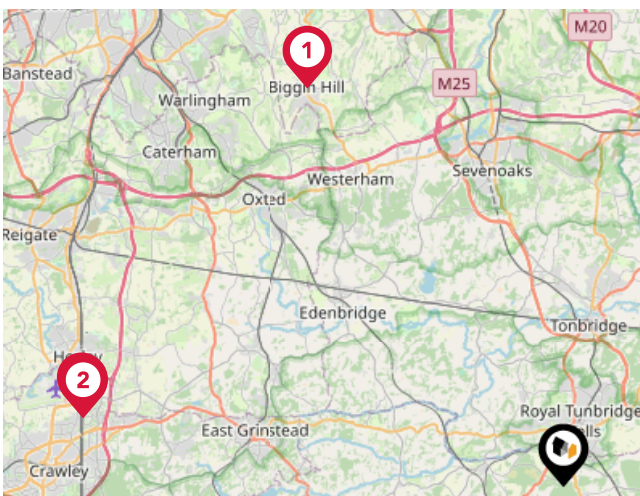 M20
1
Banstead
Biggin Hill
M25
Warlingham
Caterham
Sevenoaks
Westerham
Oxted
Reigate
Edenbridge
Tonbridge
2
Royal Tunbridge
East Grinstead
Crawley